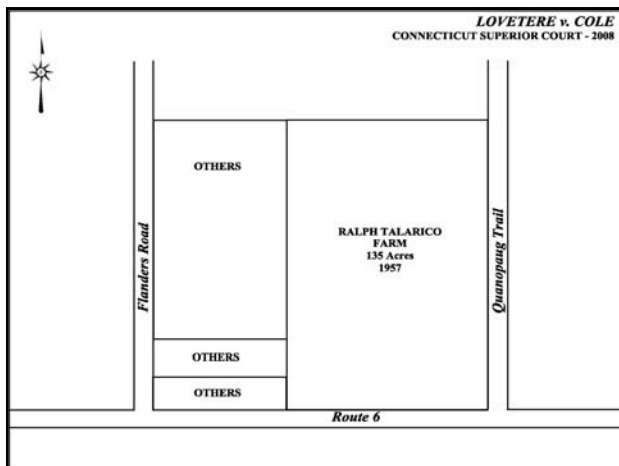 LOVETERE v. COLE
CONNECTICUT SUPERIOR COURT - 2008
OTHERS
RALPH TALARICO
FARM
135 Acres
1957
Flanders Road
Quanopaug Trail
OTHERS
OTHERS
Route 6